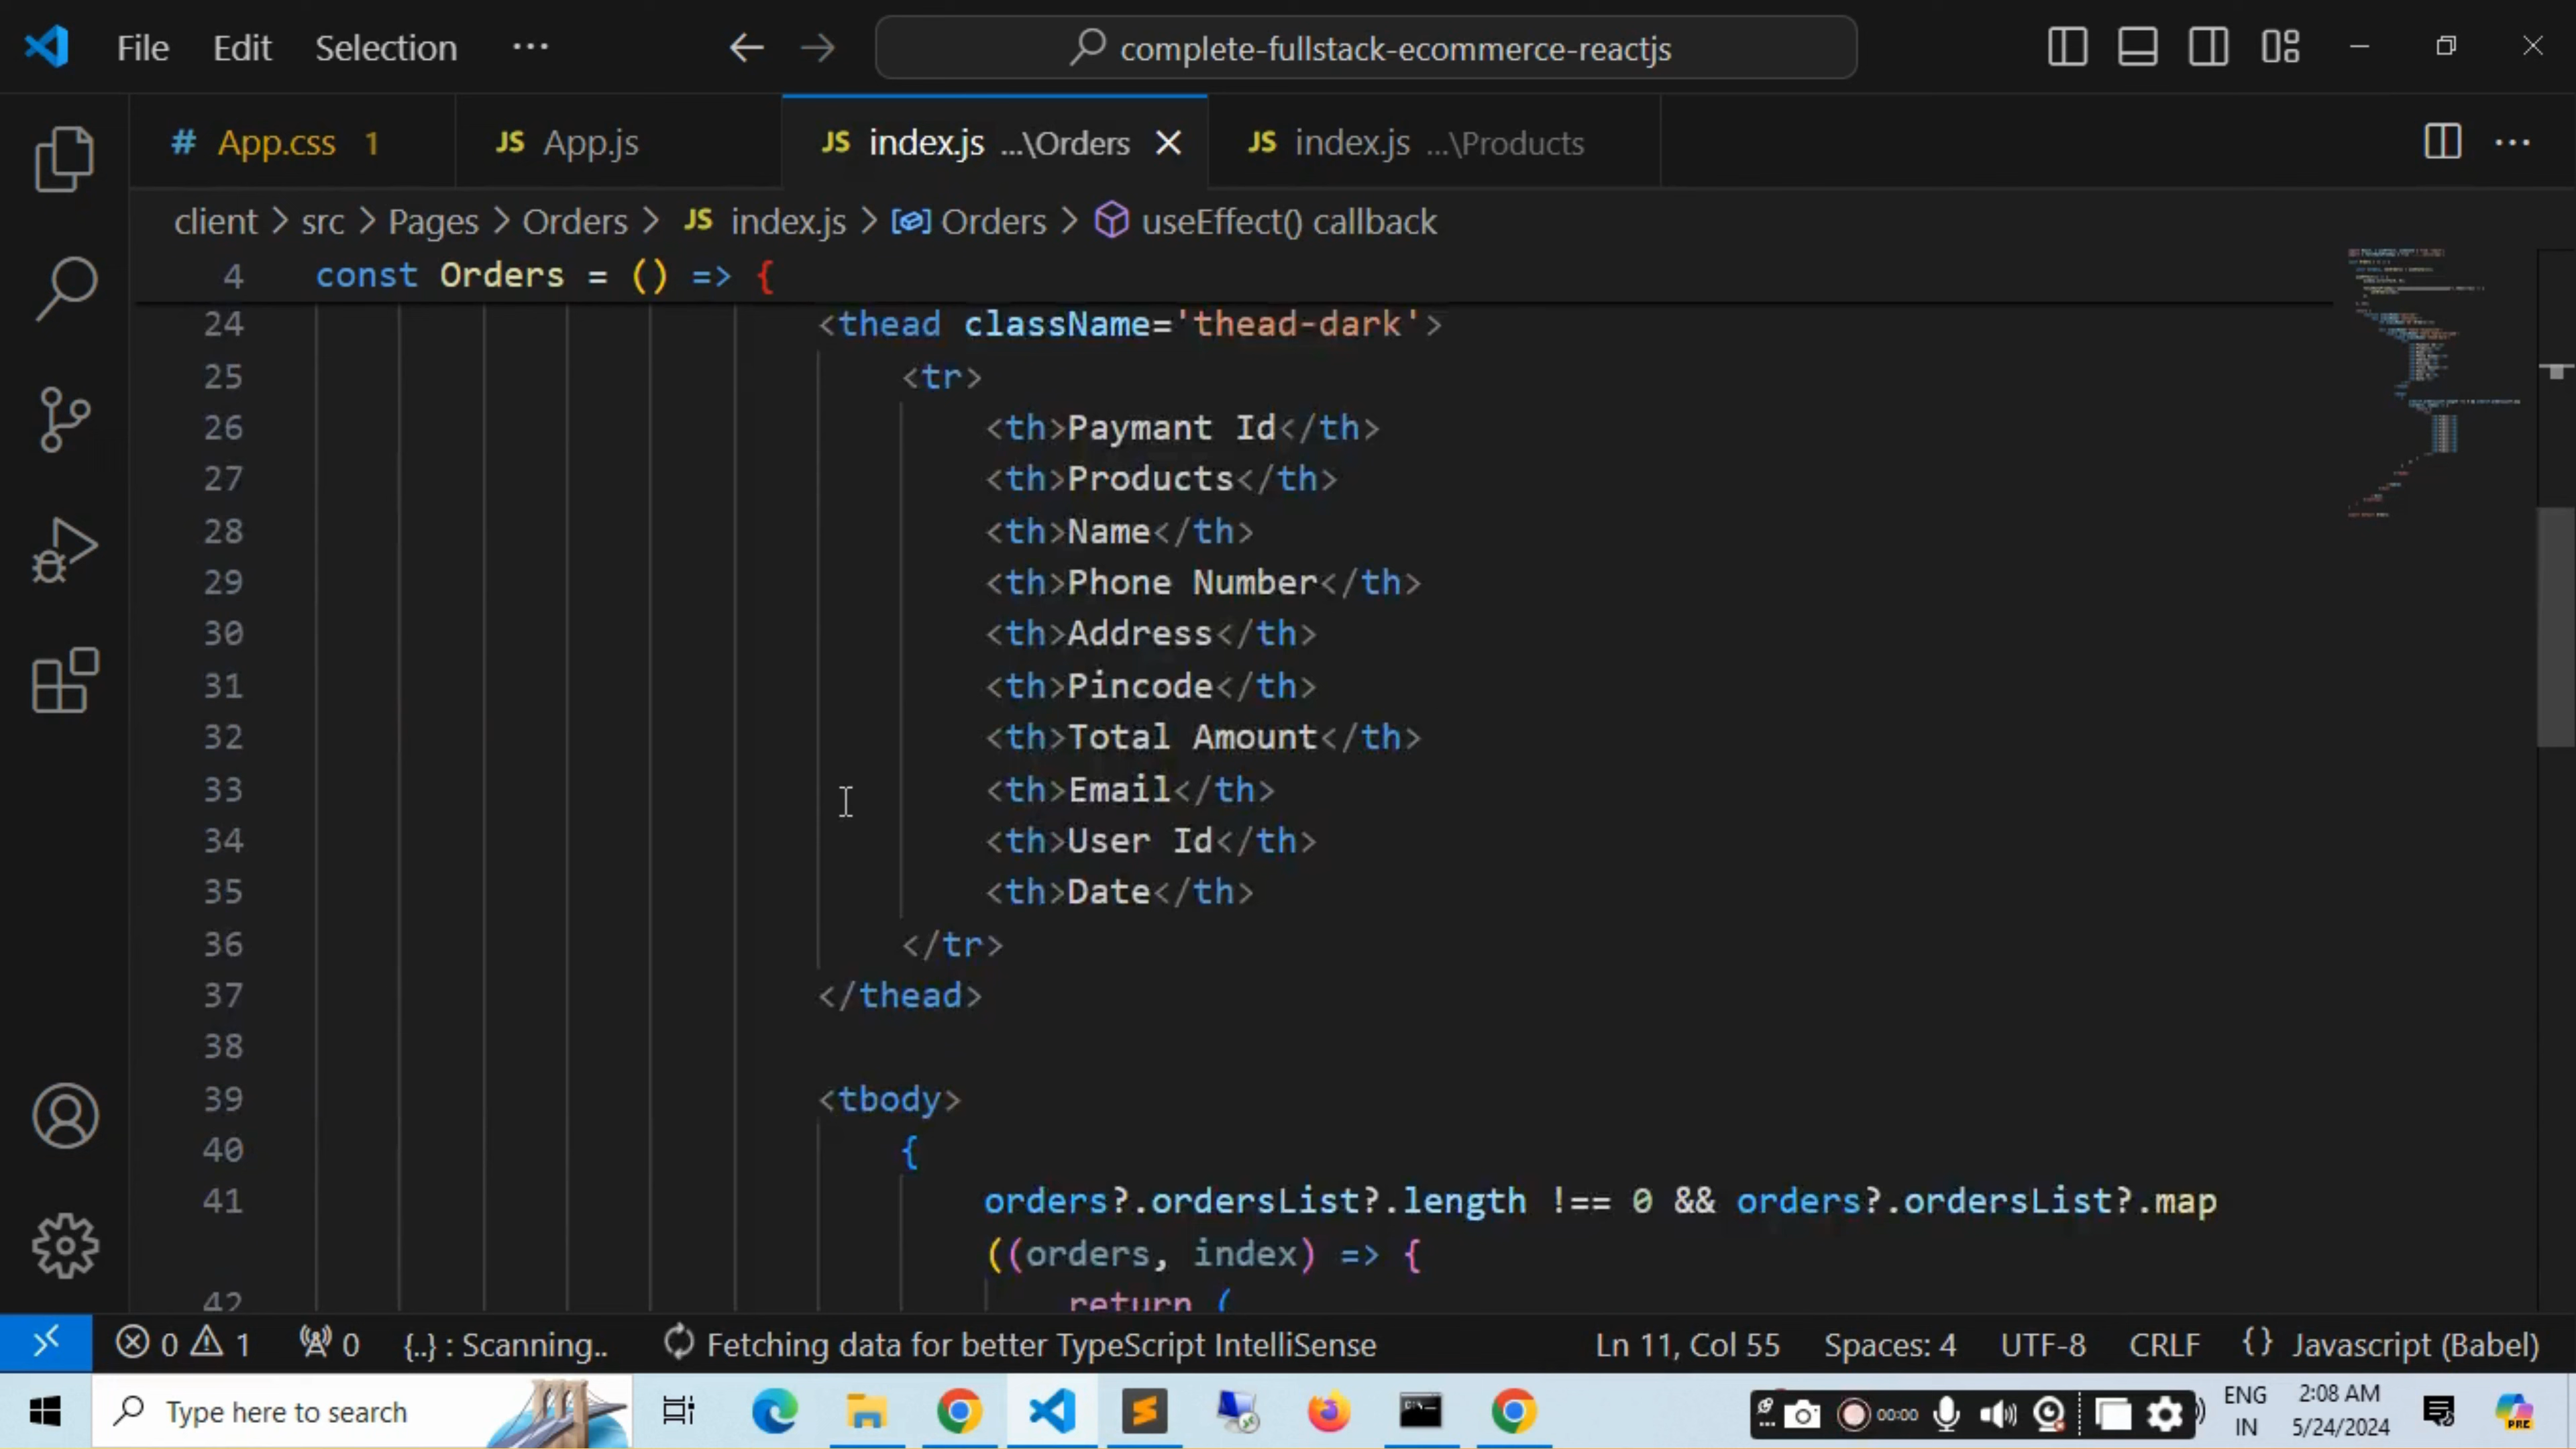 File Edit Selection ...
complete-fullstack-ecommerce-reactjs
# App.css 1 JS App.js JS index.js ...\Orders JS index.js ...\Products
client > src > Pages > Orders > JS index.js > Orders > useEffect() callback
4 const Orders = () => {
24 <thead className='thead-dark'>
25 <tr>
26 <th>Paymant Id</th>
27 <th>Products</th>
28 <th>Name</th>
29 <th>Phone Number</th>
30 <th>Address</th>
31 <th>Pincode</th>
32 <th>Total Amount</th>
33 <th>Email</th>
34 <th>User Id</th>
35 <th>Date</th>
36 </tr>
37 </thead>
38
39 <tbody>
40 {
41 orders?.ordersList?.length !== 0 && orders?.ordersList?.map
((orders, index) => {
42 return (
0 1 0 {..} : Scanning.. Fetching data for better TypeScript IntelliSense Ln 11, Col 55 Spaces: 4 UTF-8 CRLF {} Javascript (Babel)
Type here to search
00:00
ENG 2:08 AM
IN 5/24/2024
PRE